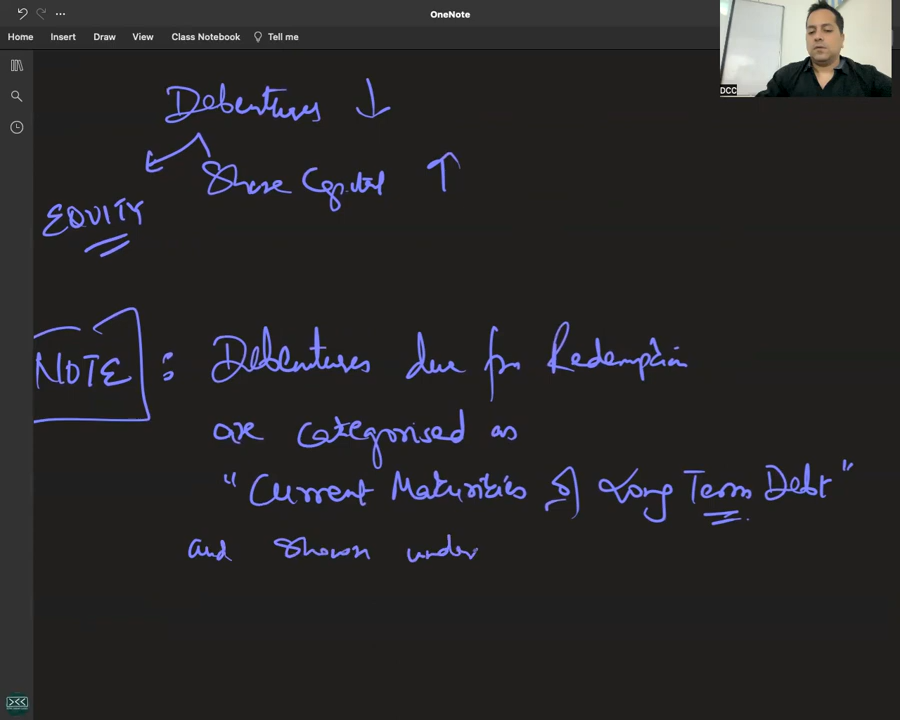 OneNote
Home Insert Draw View Class Notebook Tell me
DCC
Debentures ↓
Share Capital ↑
EQUITY
NOTE : Debentures due for Redemption
are categorised as
"Current Maturities of Long Term Debt"
and shown under